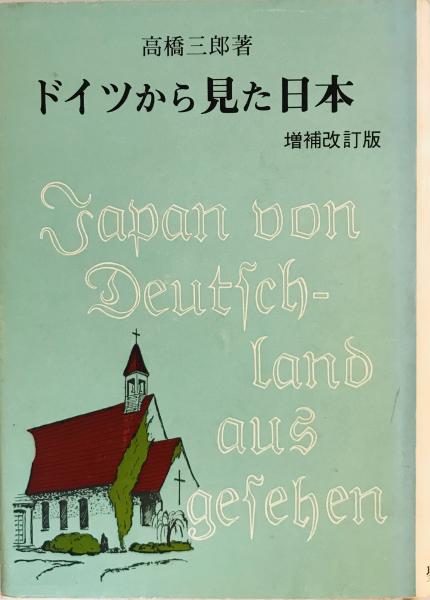 高橋三郎著
ドイツから見た日本
増補改訂版
Japan von
Deutſch-
land
aus
geſehen